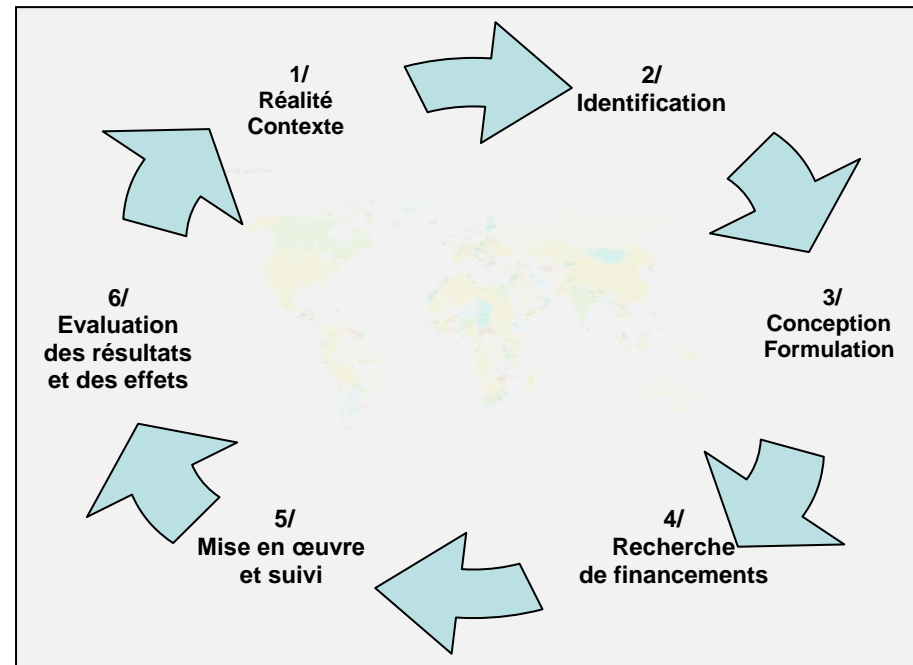 1/
Réalité
Contexte
2/
Identification
3/
Conception
Formulation
4/
Recherche
de financements
5/
Mise en œuvre
et suivi
6/
Evaluation
des résultats
et des effets